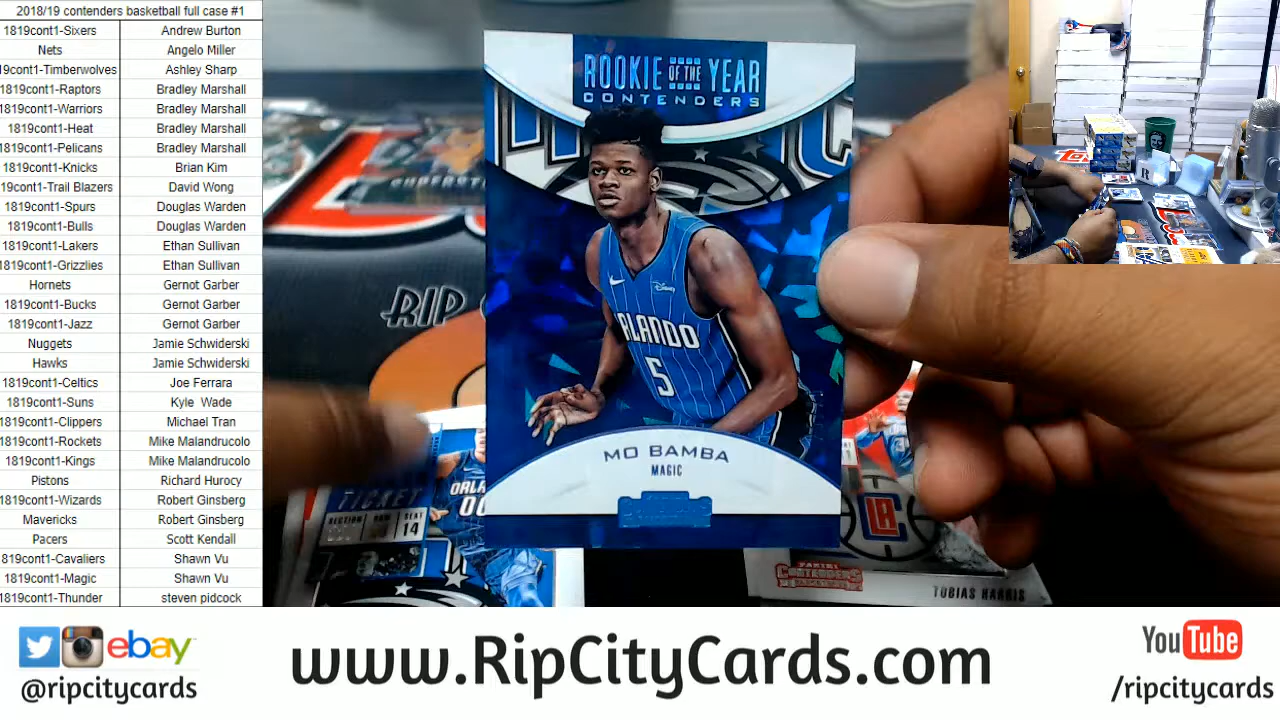 2018/19 contenders basketball full case #1
1819cont1-Sixers Andrew Burton
Nets Angelo Miller
19cont1-Timberwolves Ashley Sharp
1819cont1-Raptors Bradley Marshall
1819cont1-Warriors Bradley Marshall
1819cont1-Heat Bradley Marshall
1819cont1-Pelicans Bradley Marshall
1819cont1-Knicks Brian Kim
19cont1-Trail Blazers David Wong
1819cont1-Spurs Douglas Warden
1819cont1-Bulls Douglas Warden
1819cont1-Lakers Ethan Sullivan
1819cont1-Grizzlies Ethan Sullivan
Hornets Gernot Garber
1819cont1-Bucks Gernot Garber
1819cont1-Jazz Gernot Garber
Nuggets Jamie Schwiderski
Hawks Jamie Schwiderski
1819cont1-Celtics Joe Ferrara
1819cont1-Suns Kyle Wade
1819cont1-Clippers Michael Tran
1819cont1-Rockets Mike Malandrucolo
1819cont1-Kings Mike Malandrucolo
Pistons Richard Hurocy
1819cont1-Wizards Robert Ginsberg
Mavericks Robert Ginsberg
Pacers Scott Kendall
819cont1-Cavaliers Shawn Vu
1819cont1-Magic Shawn Vu
1819cont1-Thunder steven pidcock
ROOKIE OF THE YEAR
CONTENDERS
ORLANDO
5
MO BAMBA
MAGIC
RIP
TICKET
SECTION ROW SEAT
14
ORLA
00
PANINI
CONTENDERS
TOBIAS HARRIS
ebay
@ripcitycards
www.RipCityCards.com
YouTube
/ripcitycards